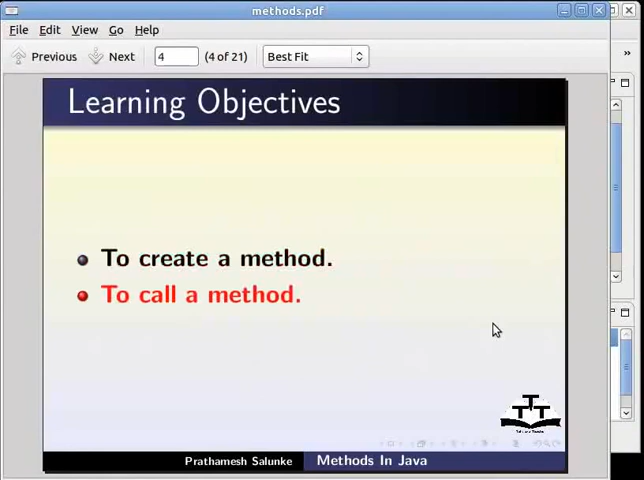 methods.pdf
File Edit View Go Help
Previous Next 4 (4 of 21) Best Fit
»
Learning Objectives
To create a method.
To call a method.
TTT
Prathamesh Salunke Methods In Java